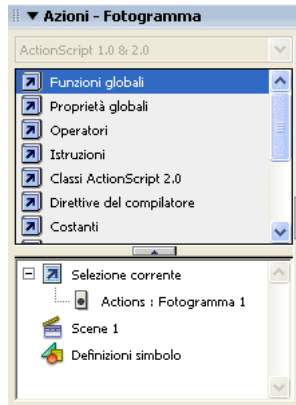 Azioni - Fotogramma
ActionScript 1.0 & 2.0
Funzioni globali
Proprietà globali
Operatori
Istruzioni
Classi ActionScript 2.0
Direttive del compilatore
Costanti
Selezione corrente
Actions : Fotogramma 1
Scene 1
Definizioni simbolo